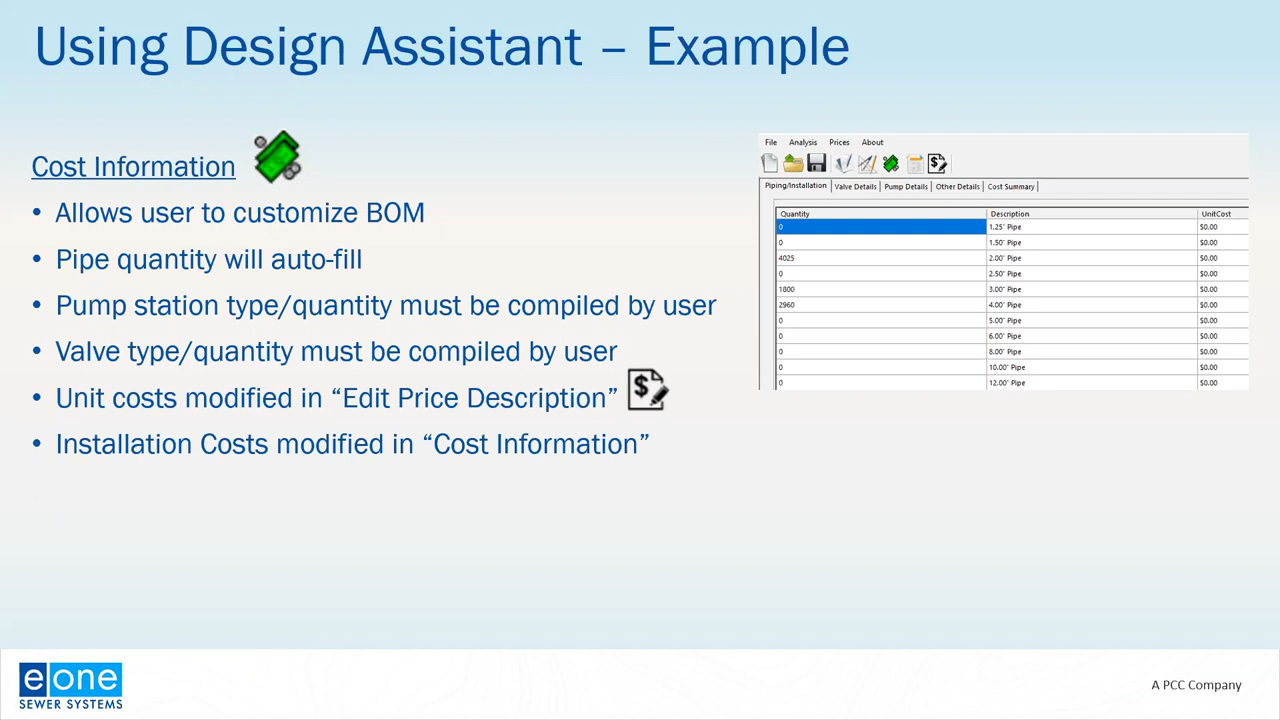 Using Design Assistant – Example
Cost Information
• Allows user to customize BOM
• Pipe quantity will auto-fill
• Pump station type/quantity must be compiled by user
• Valve type/quantity must be compiled by user
• Unit costs modified in “Edit Price Description”
• Installation Costs modified in “Cost Information”
File Analysis Prices About
Piping/Installation Valve Details Pump Details Other Details Cost Summary
Quantity Description UnitCost
0 1.25" Pipe $0.00
0 1.50" Pipe $0.00
4025 2.00" Pipe $0.00
0 2.50" Pipe $0.00
1800 3.00" Pipe $0.00
2960 4.00" Pipe $0.00
0 5.00" Pipe $0.00
0 6.00" Pipe $0.00
0 8.00" Pipe $0.00
0 10.00" Pipe $0.00
0 12.00" Pipe $0.00
e one
SEWER SYSTEMS
A PCC Company